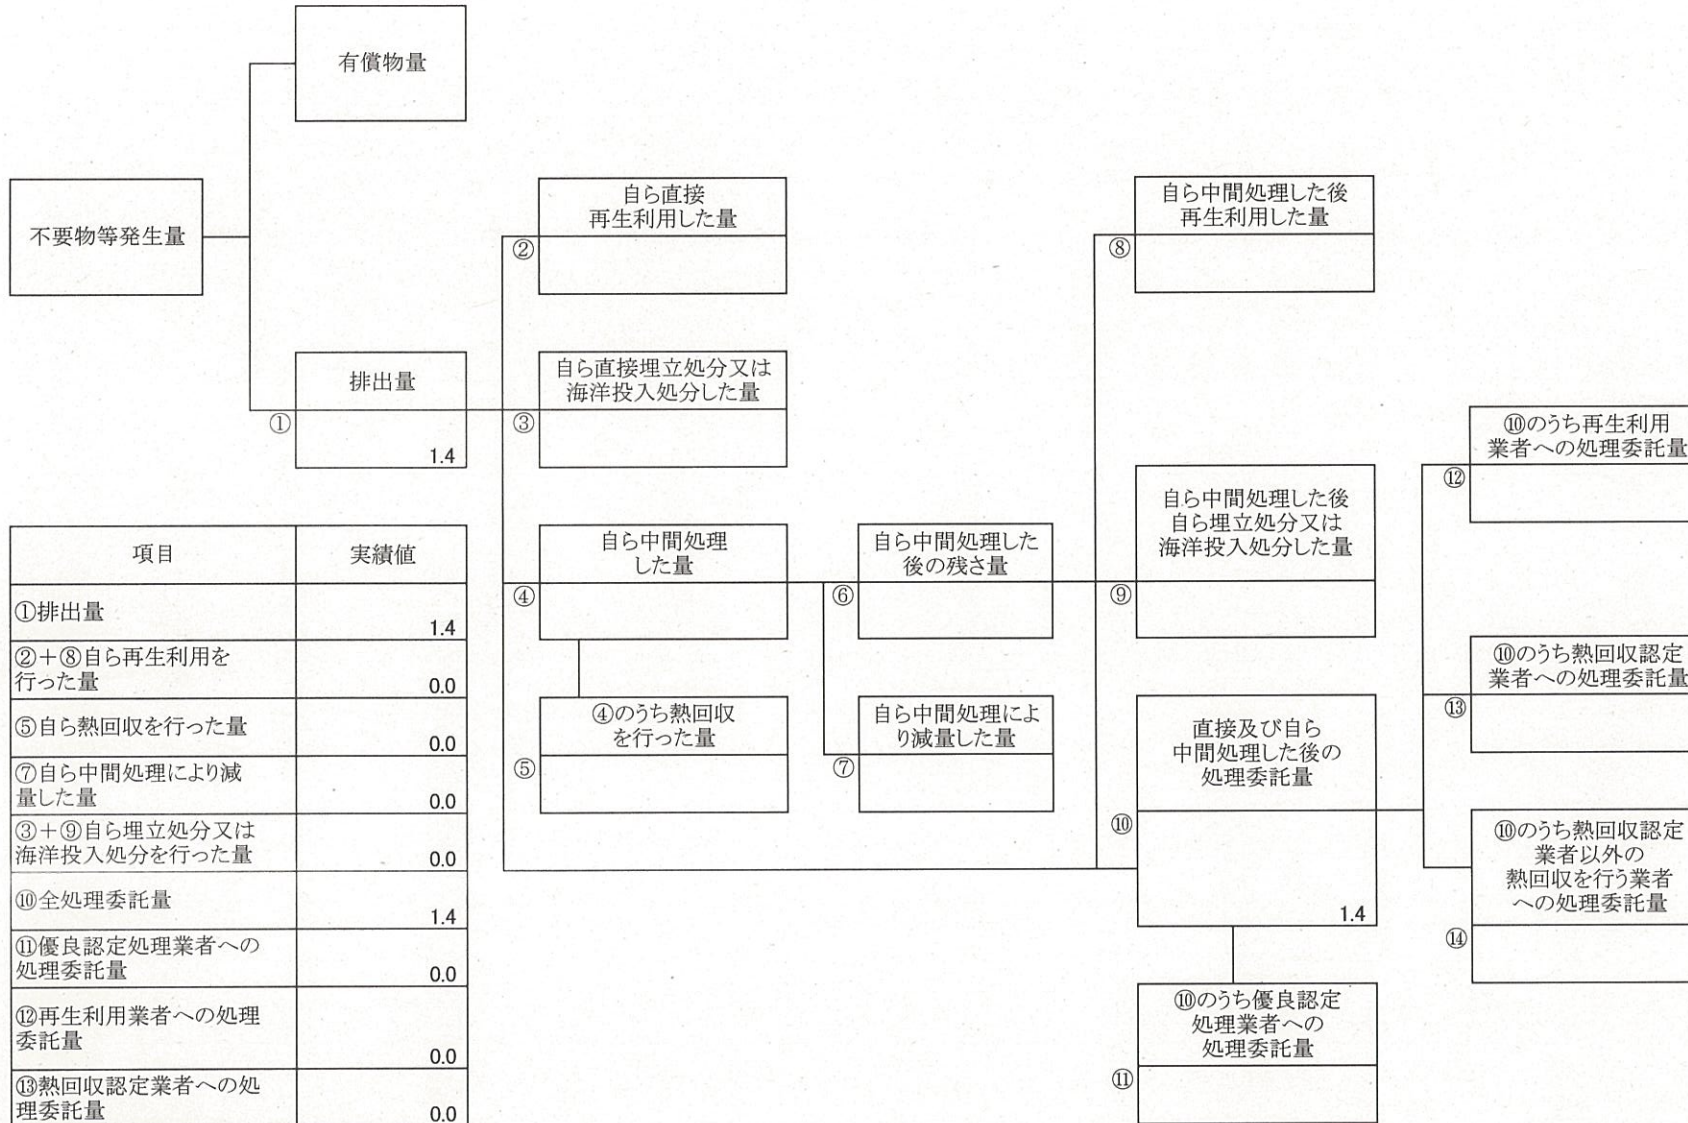 有償物量
不要物等発生量
自ら直接
再生利用した量
②
自ら中間処理した後
再生利用した量
⑧
排出量
①
1.4
自ら直接埋立処分又は
海洋投入処分した量
③
⑩のうち再生利用
業者への処理委託量
⑫
自ら中間処理した後
自ら埋立処分又は
海洋投入処分した量
⑨
自ら中間処理
した量
④
自ら中間処理した
後の残さ量
⑥
⑩のうち熱回収認定
業者への処理委託量
⑬
④のうち熱回収
を行った量
⑤
自ら中間処理によ
り減量した量
⑦
直接及び自ら
中間処理した後の
処理委託量
⑩
1.4
⑩のうち熱回収認定
業者以外の
熱回収を行う業者
への処理委託量
⑭
⑩のうち優良認定
処理業者への
処理委託量
⑪
項目 実績値
①排出量
1.4
②+⑧自ら再生利用を
行った量
0.0
⑤自ら熱回収を行った量
0.0
⑦自ら中間処理により減
量した量
0.0
③+⑨自ら埋立処分又は
海洋投入処分を行った量
0.0
⑩全処理委託量
1.4
⑪優良認定処理業者への
処理委託量
0.0
⑫再生利用業者への処理
委託量
0.0
⑬熱回収認定業者への処
理委託量
0.0